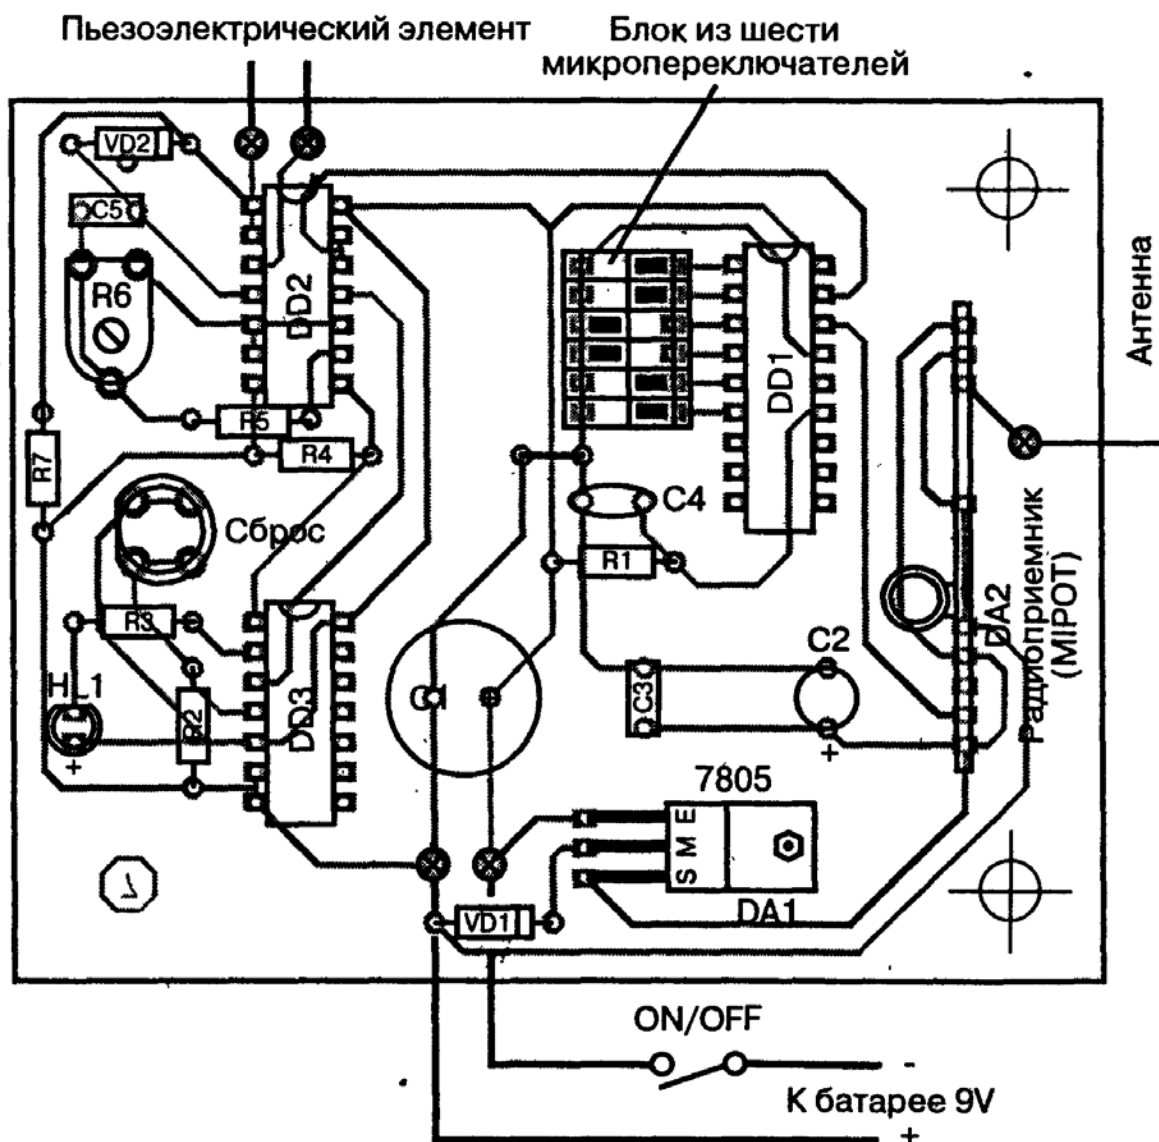 Пьезоэлектрический элемент
Блок из шести
микропереключателей
VD2
C5
R6
DD2
DD1
Антенна
R5
R4
R7
C4
Сброс
R1
R3
DA2
Радиоприемник
(MIPOT)
C2
HL1
R2
DD3
C1
C3
+
+
7805
E
M
S
DA1
VD1
ON/OFF
-
К батарее 9V
+